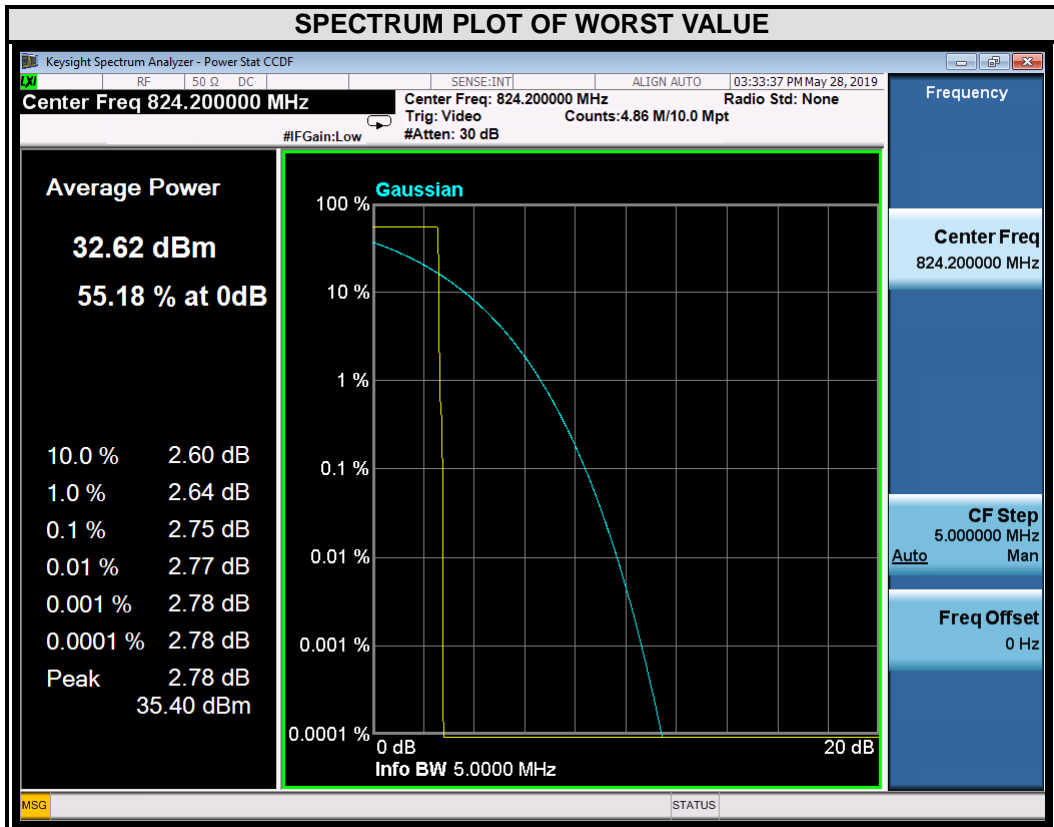 SPECTRUM PLOT OF WORST VALUE
Keysight Spectrum Analyzer - Power Stat CCDF
LXI RF 50 Ω DC SENSE:INT ALIGN AUTO 03:33:37 PM May 28, 2019
Center Freq 824.200000 MHz
#IFGain:Low
Center Freq: 824.200000 MHz Radio Std: None
Trig: Video Counts:4.86 M/10.0 Mpt
#Atten: 30 dB
Average Power
32.62 dBm
55.18 % at 0dB
10.0 % 2.60 dB
1.0 % 2.64 dB
0.1 % 2.75 dB
0.01 % 2.77 dB
0.001 % 2.78 dB
0.0001 % 2.78 dB
Peak 2.78 dB
35.40 dBm
Gaussian
100 %
10 %
1 %
0.1 %
0.01 %
0.001 %
0.0001 %
0 dB 20 dB
Info BW 5.0000 MHz
Frequency
Center Freq
824.200000 MHz
CF Step
5.000000 MHz
Auto Man
Freq Offset
0 Hz
MSG STATUS